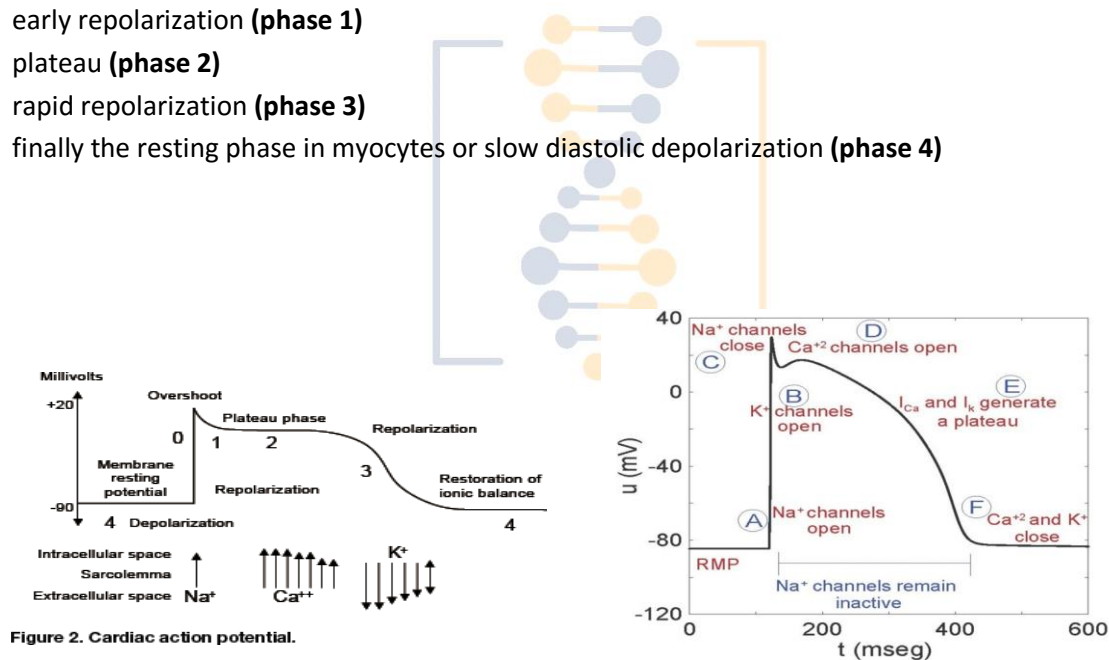 early repolarization (phase 1)
plateau (phase 2)
rapid repolarization (phase 3)
finally the resting phase in myocytes or slow diastolic depolarization (phase 4)
Millivolts
+20
Overshoot
Plateau phase
0
1
2
Repolarization
3
Membrane
resting
potential
Repolarization
Restoration of
ionic balance
-90
4
Depolarization
4
Intracellular space
Sarcolemma
Extracellular space
Na⁺
Ca⁺⁺
K⁺
Figure 2. Cardiac action potential.
40
0
-40
-80
-120
u (mV)
Na⁺ channels
close
C
D
Ca⁺² channels open
B
K⁺ channels
open
E
I_Ca and I_k generate
a plateau
A
Na⁺ channels
open
F
Ca⁺² and K⁺
close
RMP
Na⁺ channels remain
inactive
0
200
400
600
t (mseg)